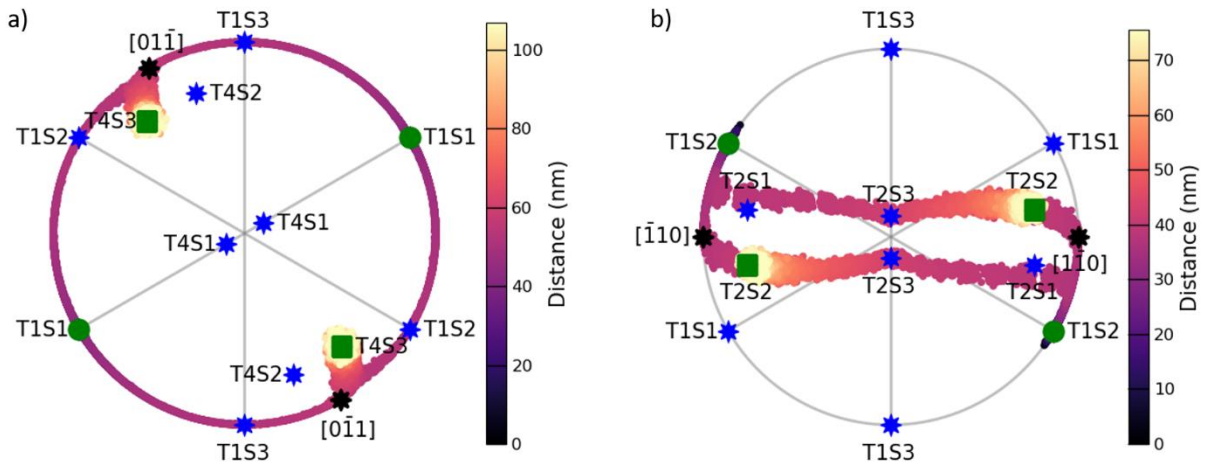 a)
T1S3
[011̄]
T4S2
T4S3
T1S2
T1S1
T4S1
T4S1
T1S1
T1S2
T4S3
T4S2
[01̄1]
T1S3
100
80
60
40
20
0
Distance (nm)
b)
T1S3
T1S2
T1S1
T2S1
T2S3
T2S2
[1̄10]
[11̄0]
T2S2
T2S3
T2S1
T1S1
T1S2
T1S3
70
60
50
40
30
20
10
0
Distance (nm)